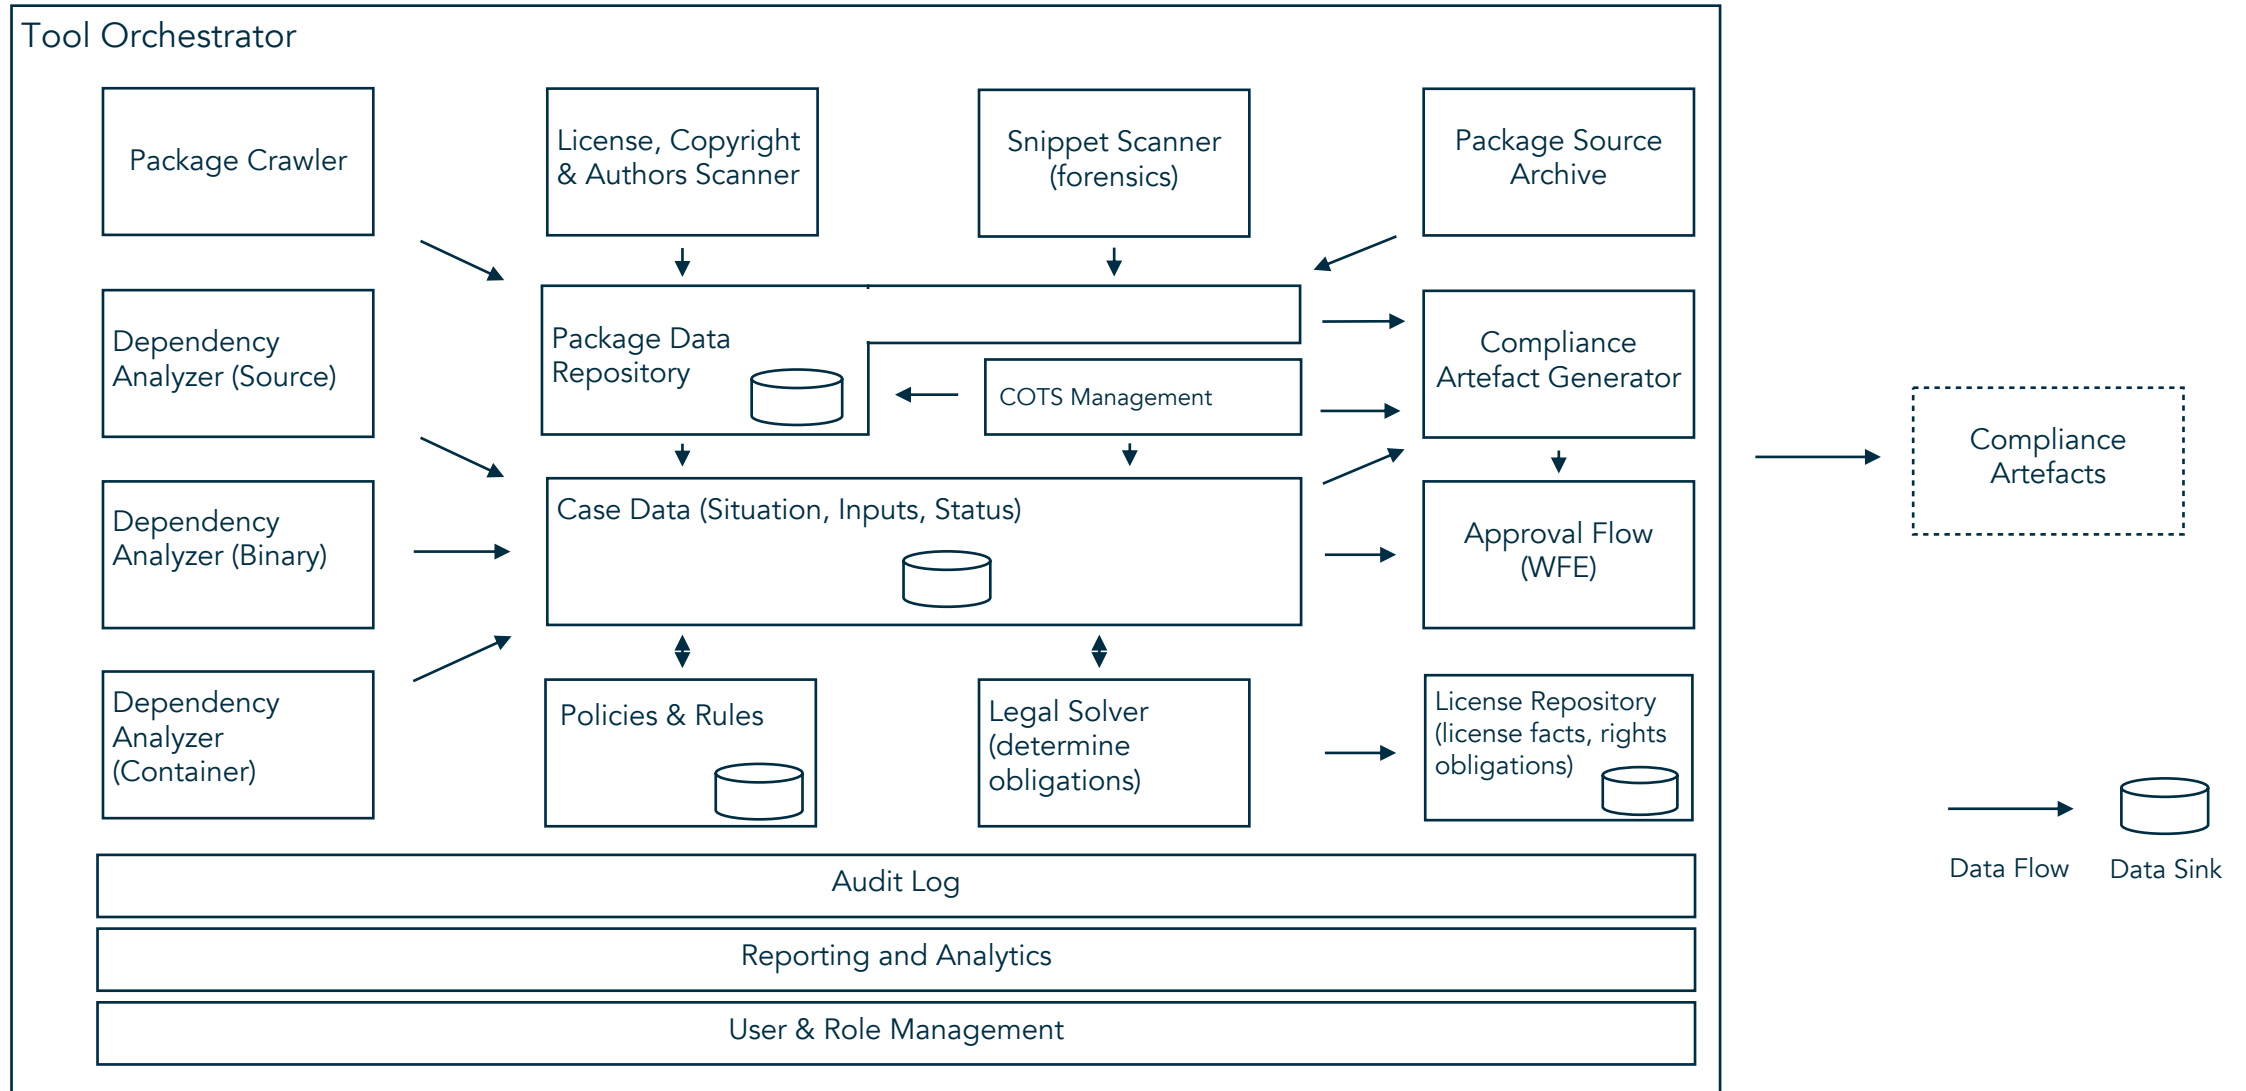 Tool Orchestrator
Package Crawler
License, Copyright
& Authors Scanner
Snippet Scanner
(forensics)
Package Source
Archive
Dependency
Analyzer (Source)
Package Data
Repository
COTS Management
Compliance
Artefact Generator
Compliance
Artefacts
Dependency
Analyzer (Binary)
Case Data (Situation, Inputs, Status)
Approval Flow
(WFE)
Dependency
Analyzer
(Container)
Policies & Rules
Legal Solver
(determine
obligations)
License Repository
(license facts, rights
obligations)
Data Flow
Data Sink
Audit Log
Reporting and Analytics
User & Role Management